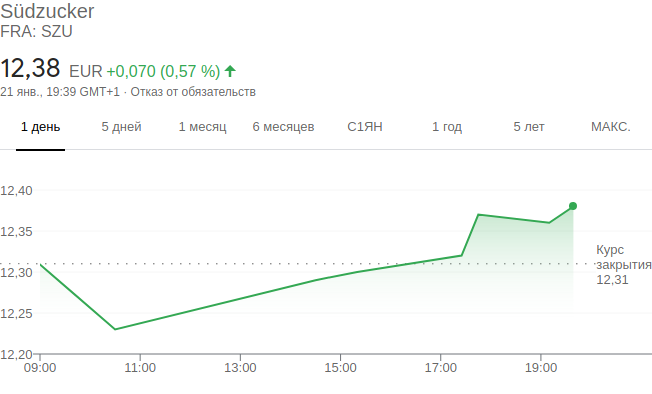 Südzucker
FRA: SZU
12,38 EUR +0,070 (0,57 %)
21 янв., 19:39 GMT+1 · Отказ от обязательств
1 день 5 дней 1 месяц 6 месяцев С1ЯН 1 год 5 лет МАКС.
12,40
12,35
12,30
12,25
12,20
Курс
закрытия
12,31
09:00 11:00 13:00 15:00 17:00 19:00